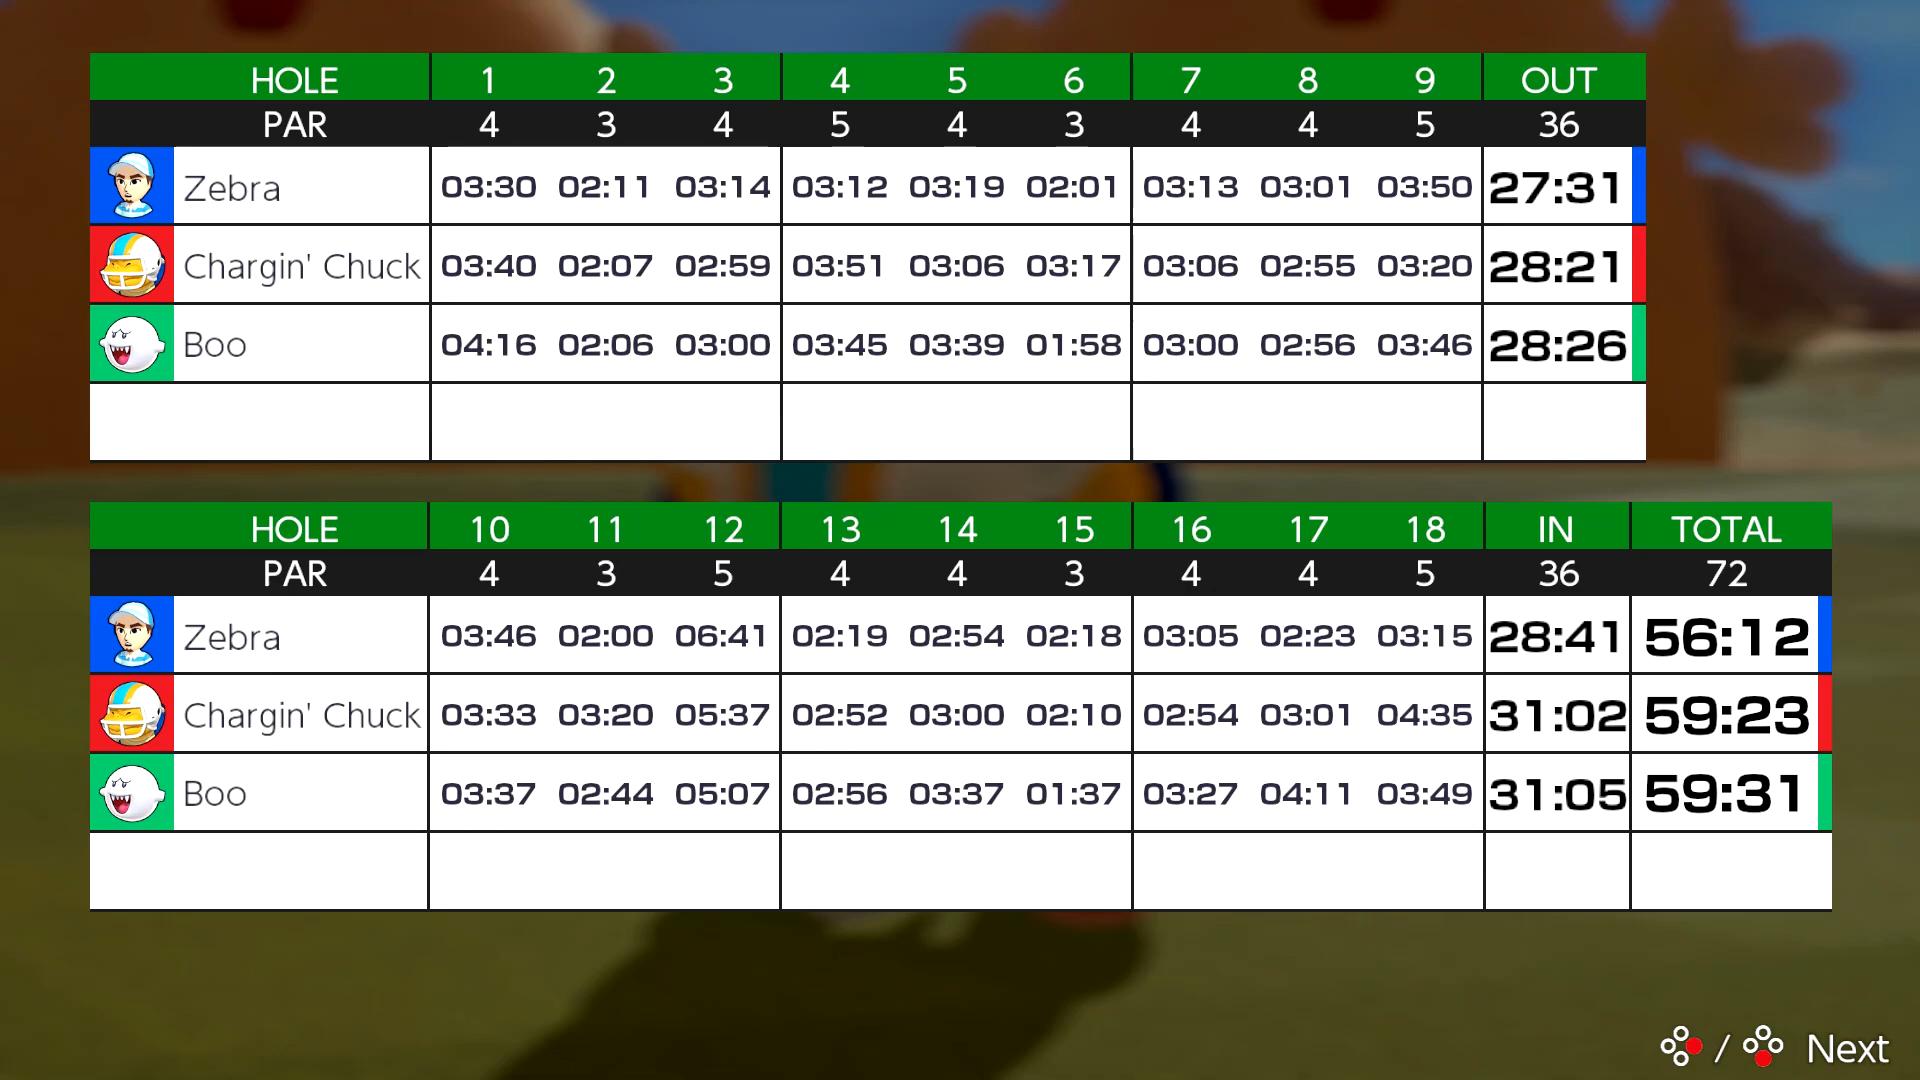 HOLE 1 2 3 4 5 6 7 8 9 OUT
PAR 4 3 4 5 4 3 4 4 5 36
Zebra 03:30 02:11 03:14 03:12 03:19 02:01 03:13 03:01 03:50 27:31
Chargin' Chuck 03:40 02:07 02:59 03:51 03:06 03:17 03:06 02:55 03:20 28:21
Boo 04:16 02:06 03:00 03:45 03:39 01:58 03:00 02:56 03:46 28:26
HOLE 10 11 12 13 14 15 16 17 18 IN TOTAL
PAR 4 3 5 4 4 3 4 4 5 36 72
Zebra 03:46 02:00 06:41 02:19 02:54 02:18 03:05 02:23 03:15 28:41 56:12
Chargin' Chuck 03:33 03:20 05:37 02:52 03:00 02:10 02:54 03:01 04:35 31:02 59:23
Boo 03:37 02:44 05:07 02:56 03:37 01:37 03:27 04:11 03:49 31:05 59:31
/ Next